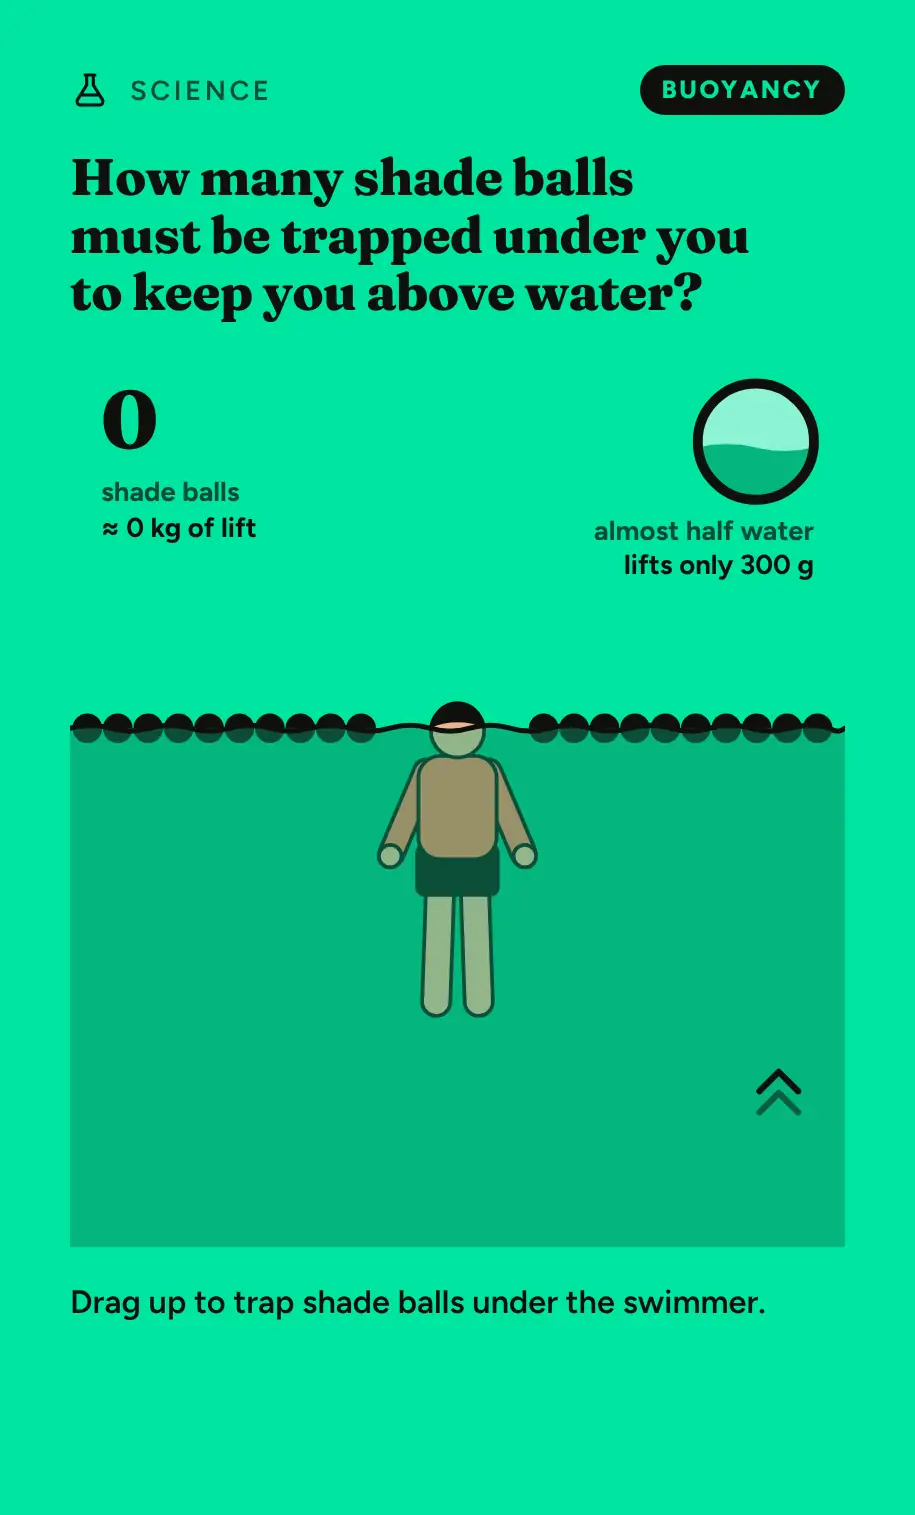 SCIENCE
BUOYANCY
How many shade balls
must be trapped under you
to keep you above water?
0
shade balls
≈ 0 kg of lift
almost half water
lifts only 300 g
Drag up to trap shade balls under the swimmer.